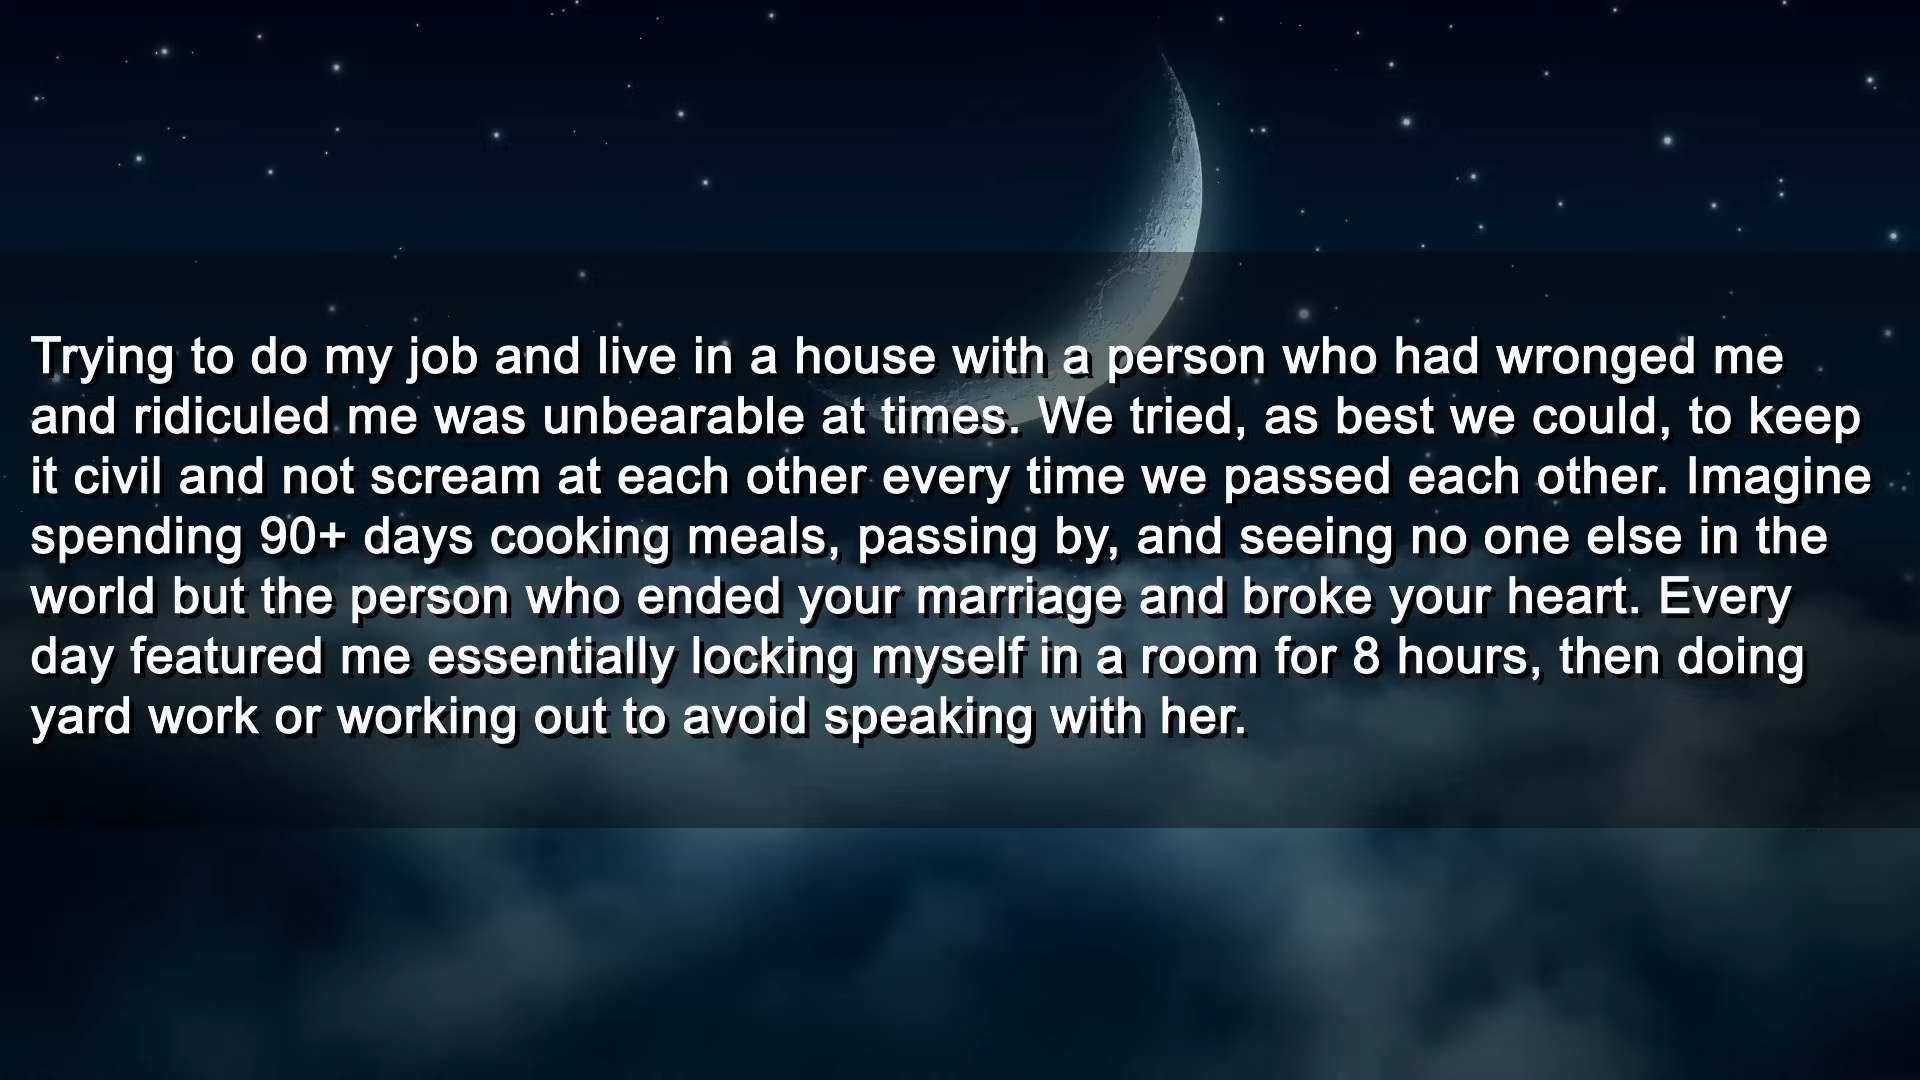 Trying to do my job and live in a house with a person who had wronged me
and ridiculed me was unbearable at times. We tried, as best we could, to keep
it civil and not scream at each other every time we passed each other. Imagine
spending 90+ days cooking meals, passing by, and seeing no one else in the
world but the person who ended your marriage and broke your heart. Every
day featured me essentially locking myself in a room for 8 hours, then doing
yard work or working out to avoid speaking with her.